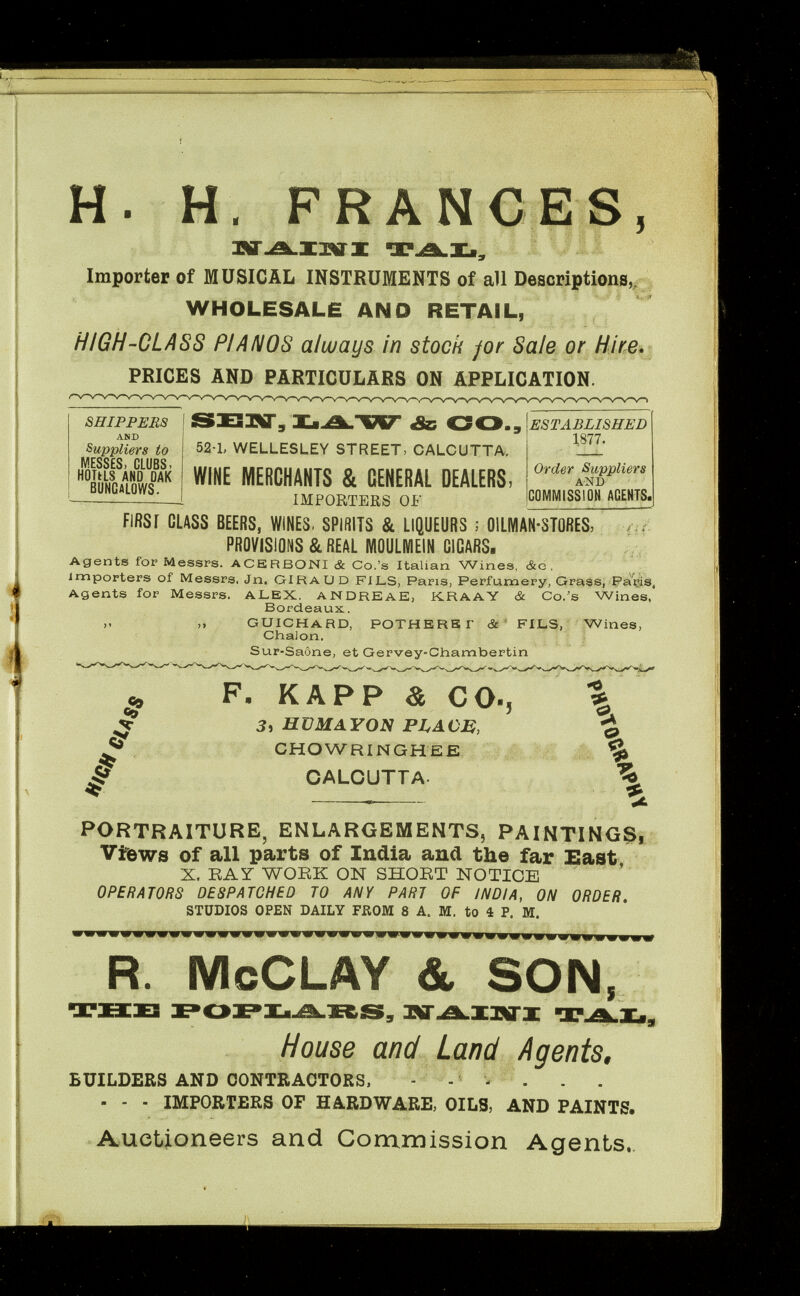 H. H. FRANCES,
NAINI TAL,
Importer of MUSICAL INSTRUMENTS of all Descriptions,
WHOLESALE AND RETAIL,
HIGH-CLASS PIANOS always in stock for Sale or Hire.
PRICES AND PARTICULARS ON APPLICATION.
SHIPPERS
AND
Suppliers to
MESSES, CLUBS,
HOTELS AND DAK
BUNGALOWS.
SEN, LAW & CO.,
52-1, WELLESLEY STREET, CALCUTTA.
WINE MERCHANTS & GENERAL DEALERS,
IMPORTERS OF
ESTABLISHED
1877.
Order Suppliers
AND
COMMISSION AGENTS.
FIRST CLASS BEERS, WINES, SPIRITS & LIQUEURS ; OILMAN-STORES,
PROVISIONS & REAL MOULMEIN CIGARS.
Agents for Messrs. ACERBONI & Co.'s Italian Wines, &c.
Importers of Messrs. Jn. GIRAUD FILS, Paris, Perfumery, Grass, Paris,
Agents for Messrs. ALEX. ANDREAE, KRAAY & Co.'s Wines,
Bordeaux.
,, ,, GUICHARD, POTHERET & FILS, Wines,
Chalon.
Sur-Saône, et Gervey-Chambertin
HIGH CLASS
F. KAPP & CO.,
3, HUMAYON PLACE,
CHOWRINGHEE
CALCUTTA.
PHOTOGRAPHY
PORTRAITURE, ENLARGEMENTS, PAINTINGS,
Views of all parts of India and the far East,
X, RAY WORK ON SHORT NOTICE
OPERATORS DESPATCHED TO ANY PART OF INDIA, ON ORDER.
STUDIOS OPEN DAILY FROM 8 A. M. to 4 P. M.
R. McCLAY & SON,
THE POPLARS, NAINI TAL,
House and Land Agents,
BUILDERS AND CONTRACTORS, - - - . . .
- - - IMPORTERS OF HARDWARE, OILS, AND PAINTS.
Auctioneers and Commission Agents.